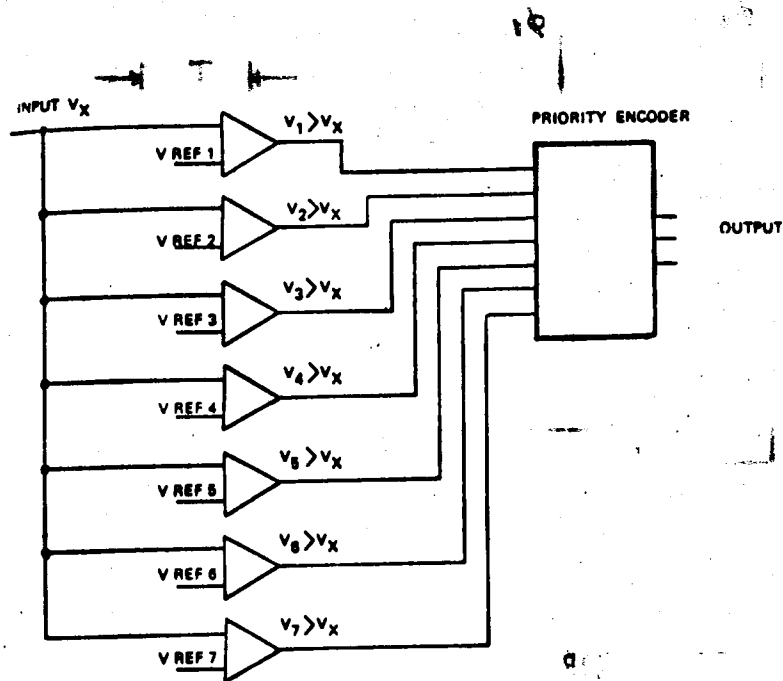 INPUT VX
V1>VX
PRIORITY ENCODER
V REF 1
V2>VX
V REF 2
OUTPUT
V3>VX
V REF 3
V4>VX
V REF 4
V5>VX
V REF 5
V6>VX
V REF 6
V7>VX
V REF 7